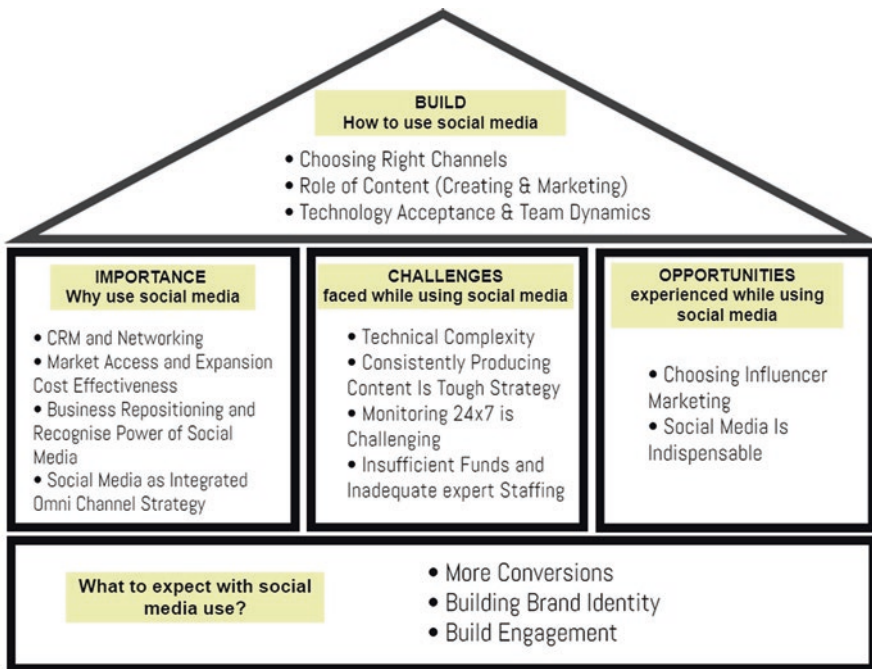 BUILD
How to use social media
• Choosing Right Channels
• Role of Content (Creating & Marketing)
• Technology Acceptance & Team Dynamics
IMPORTANCE
Why use social media
• CRM and Networking
• Market Access and Expansion
Cost Effectiveness
• Business Repositioning and
Recognise Power of Social
Media
• Social Media as Integrated
Omni Channel Strategy
CHALLENGES
faced while using social media
• Technical Complexity
• Consistently Producing
Content Is Tough Strategy
• Monitoring 24x7 is
Challenging
• Insufficient Funds and
Inadequate expert Staffing
OPPORTUNITIES
experienced while using
social media
• Choosing Influencer
Marketing
• Social Media Is
Indispensable
What to expect with social
media use?
• More Conversions
• Building Brand Identity
• Build Engagement